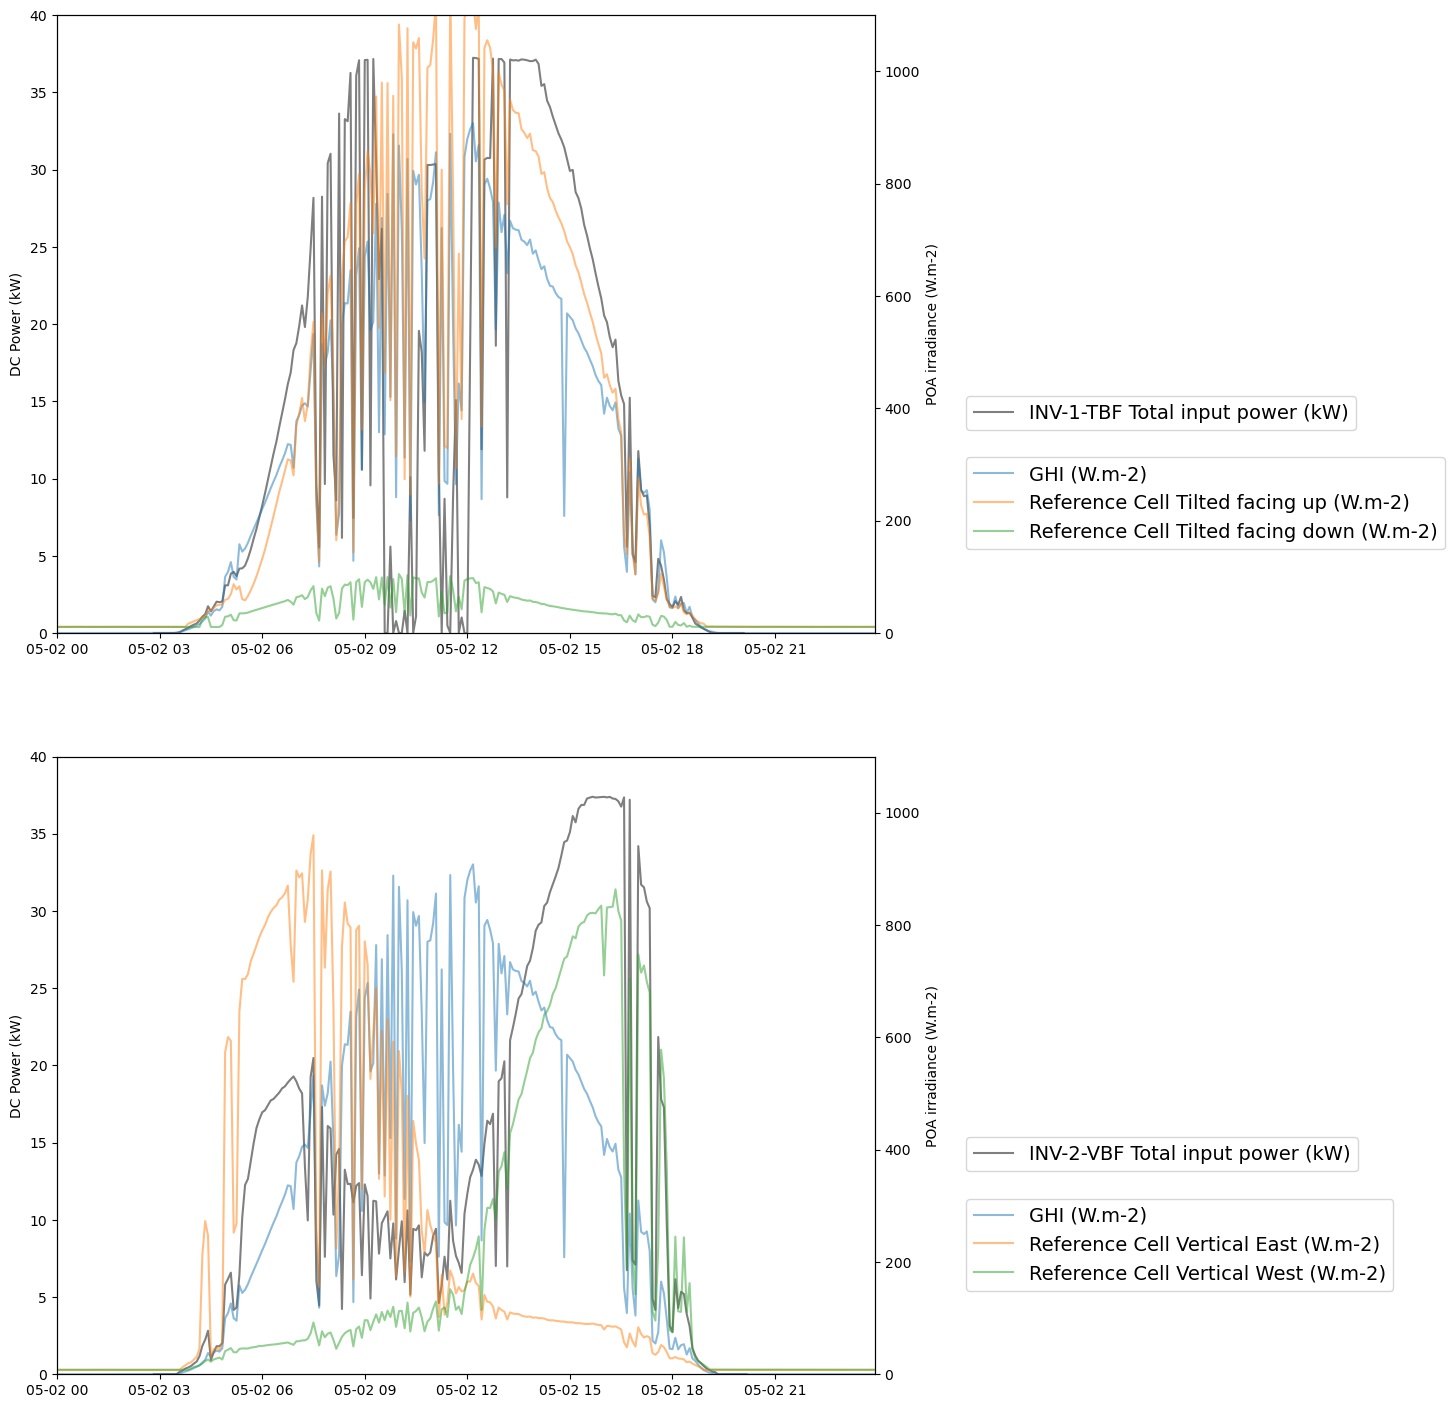 40
35
30
25
20
15
10
5
0
DC Power (kW)
1000
800
600
400
200
0
POA irradiance (W.m-2)
05-02 00 05-02 03 05-02 06 05-02 09 05-02 12 05-02 15 05-02 18 05-02 21
INV-1-TBF Total input power (kW)
GHI (W.m-2)
Reference Cell Tilted facing up (W.m-2)
Reference Cell Tilted facing down (W.m-2)
40
35
30
25
20
15
10
5
0
DC Power (kW)
1000
800
600
400
200
0
POA irradiance (W.m-2)
05-02 00 05-02 03 05-02 06 05-02 09 05-02 12 05-02 15 05-02 18 05-02 21
INV-2-VBF Total input power (kW)
GHI (W.m-2)
Reference Cell Vertical East (W.m-2)
Reference Cell Vertical West (W.m-2)